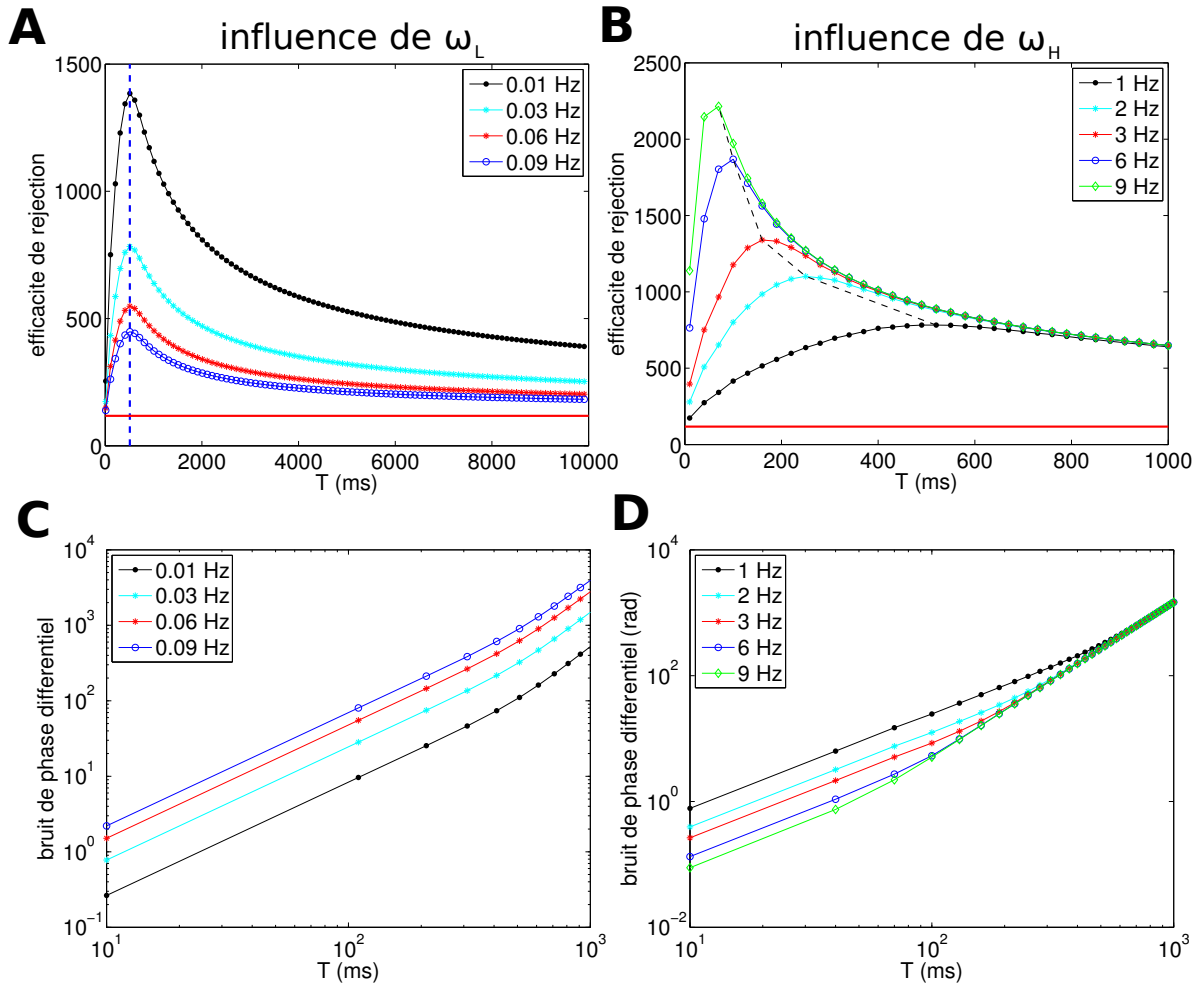 A
influence de ω_L
efficacite de rejection
1500
1000
500
0
0 2000 4000 6000 8000 10000
T (ms)
0.01 Hz
0.03 Hz
0.06 Hz
0.09 Hz
B
influence de ω_H
efficacite de rejection
2500
2000
1500
1000
500
0
0 200 400 600 800 1000
T (ms)
1 Hz
2 Hz
3 Hz
6 Hz
9 Hz
C
bruit de phase differentiel
10^4
10^3
10^2
10^1
10^0
10^-1
10^1 10^2 10^3
T (ms)
0.01 Hz
0.03 Hz
0.06 Hz
0.09 Hz
D
bruit de phase differentiel (rad)
10^4
10^2
10^0
10^-2
10^1 10^2 10^3
T (ms)
1 Hz
2 Hz
3 Hz
6 Hz
9 Hz